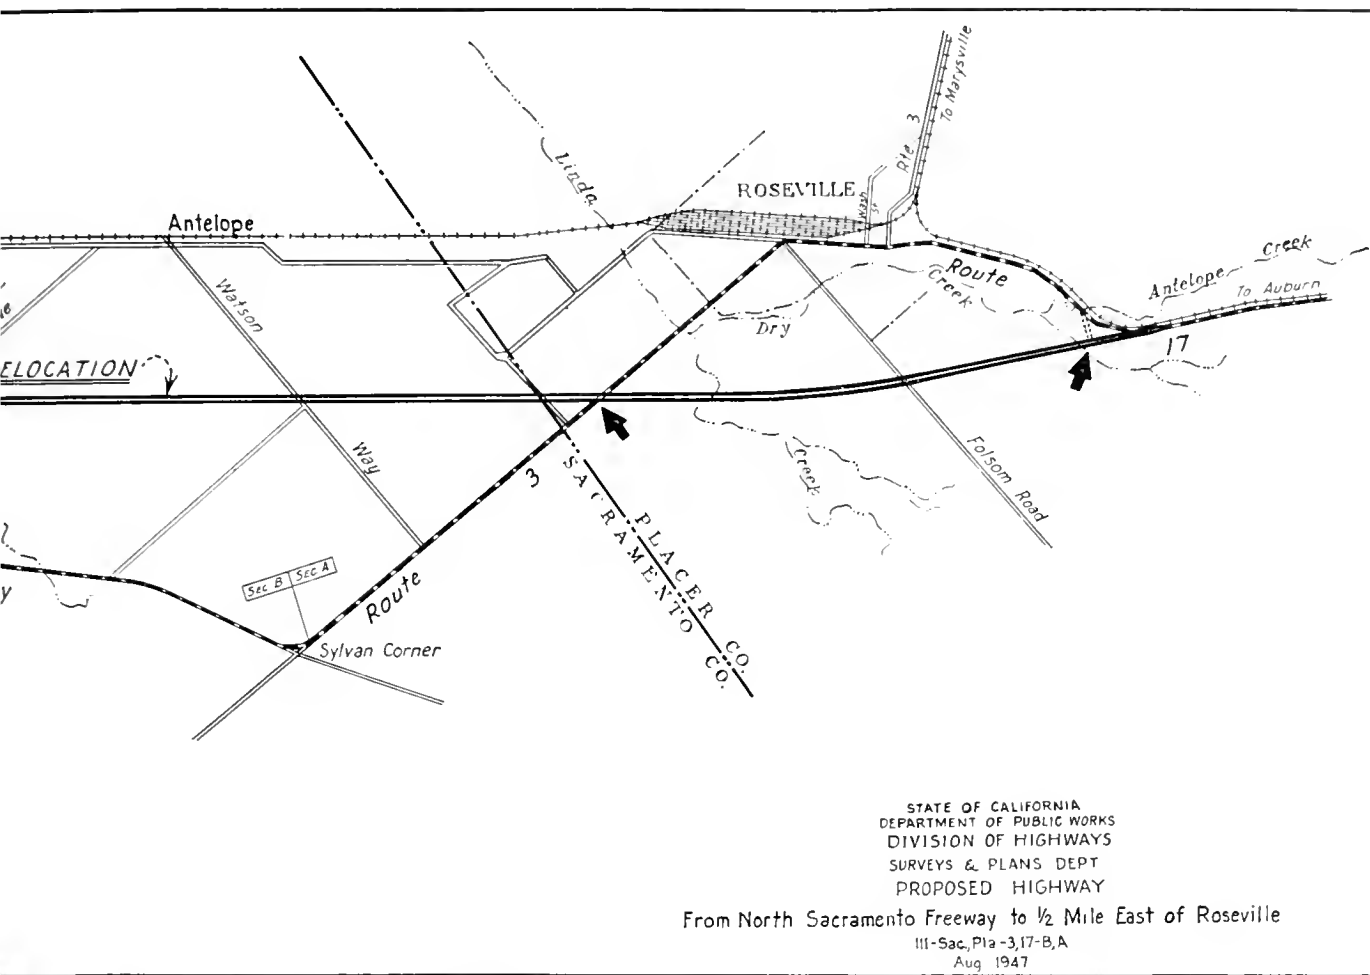 To Marysville
Rte 3
Linda
ROSEVILLE
Wash
St
Antelope
Creek
Route
Creek
Antelope
To Auburn
Watson
Dry
17
ELOCATION
Way
Folsom Road
Creek
3
SACRAMENTO CO.
PLACER CO.
SEC B
SEC A
Route
y
Sylvan Corner
STATE OF CALIFORNIA
DEPARTMENT OF PUBLIC WORKS
DIVISION OF HIGHWAYS
SURVEYS & PLANS DEPT
PROPOSED HIGHWAY
From North Sacramento Freeway to ½ Mile East of Roseville
III-Sac.,Pla-3,17-B,A
Aug 1947